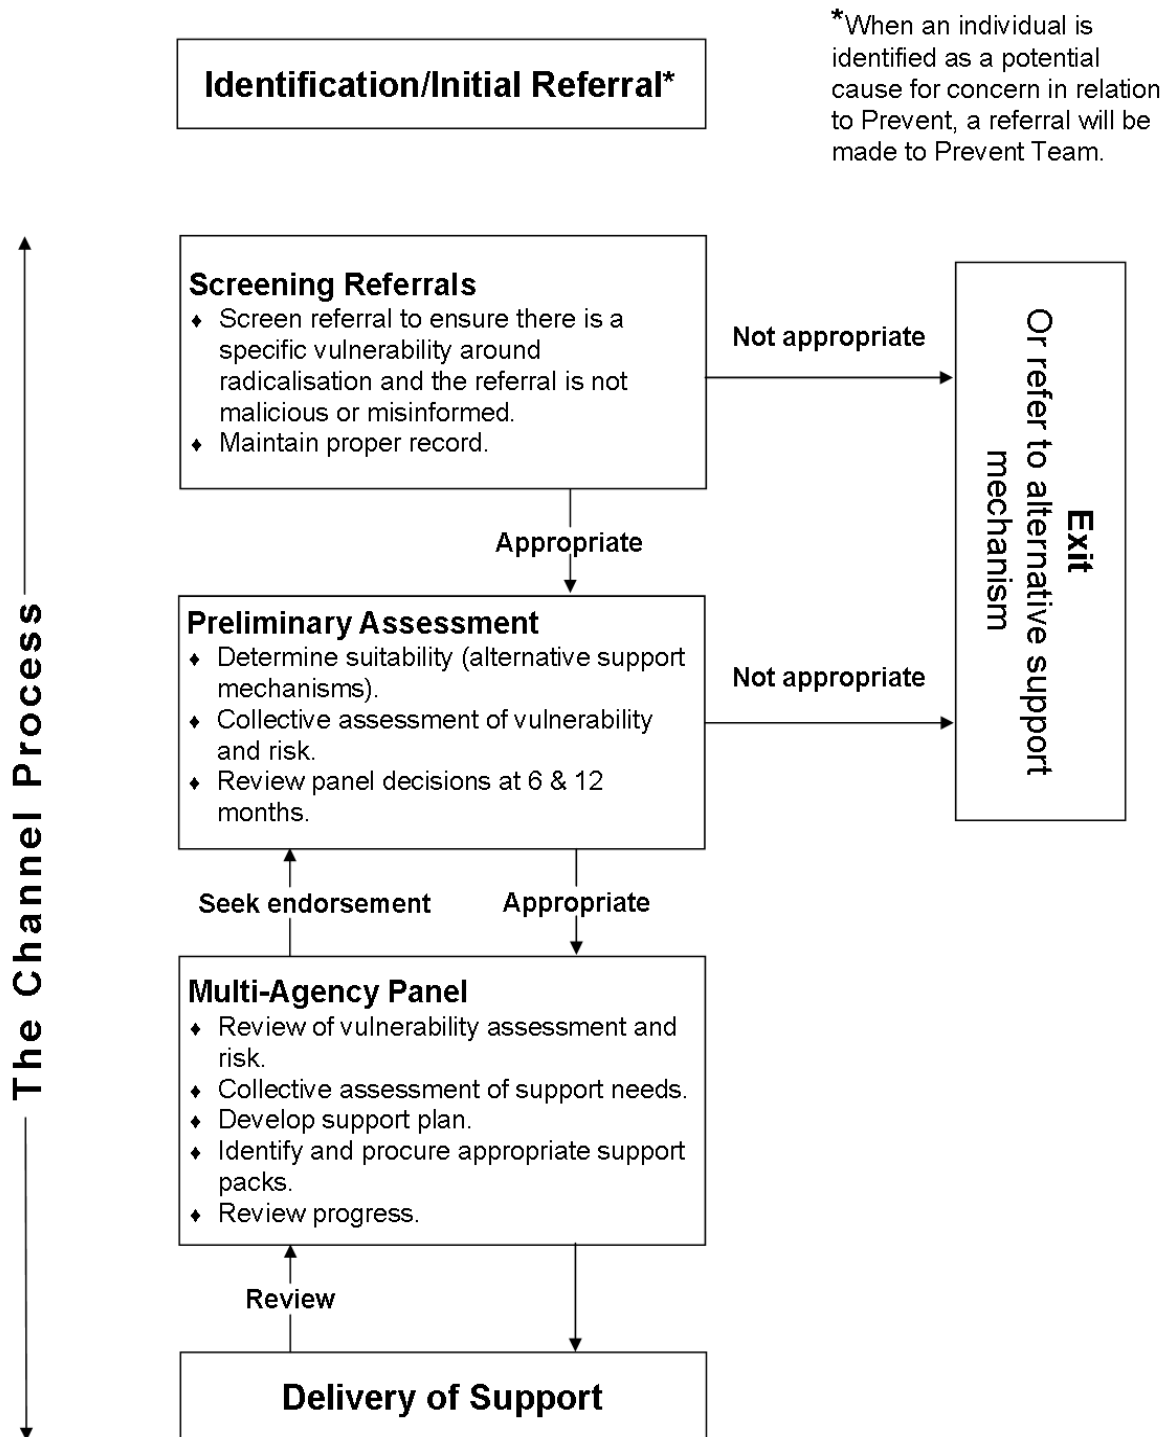 Identification/Initial Referral*
*When an individual is
identified as a potential
cause for concern in relation
to Prevent, a referral will be
made to Prevent Team.
The Channel Process
Screening Referrals
♦ Screen referral to ensure there is a
specific vulnerability around
radicalisation and the referral is not
malicious or misinformed.
♦ Maintain proper record.
Not appropriate
Exit
Or refer to alternative support
mechanism
Appropriate
Preliminary Assessment
♦ Determine suitability (alternative support
mechanisms).
♦ Collective assessment of vulnerability
and risk.
♦ Review panel decisions at 6 & 12
months.
Not appropriate
Seek endorsement
Appropriate
Multi-Agency Panel
♦ Review of vulnerability assessment and
risk.
♦ Collective assessment of support needs.
♦ Develop support plan.
♦ Identify and procure appropriate support
packs.
♦ Review progress.
Review
Delivery of Support